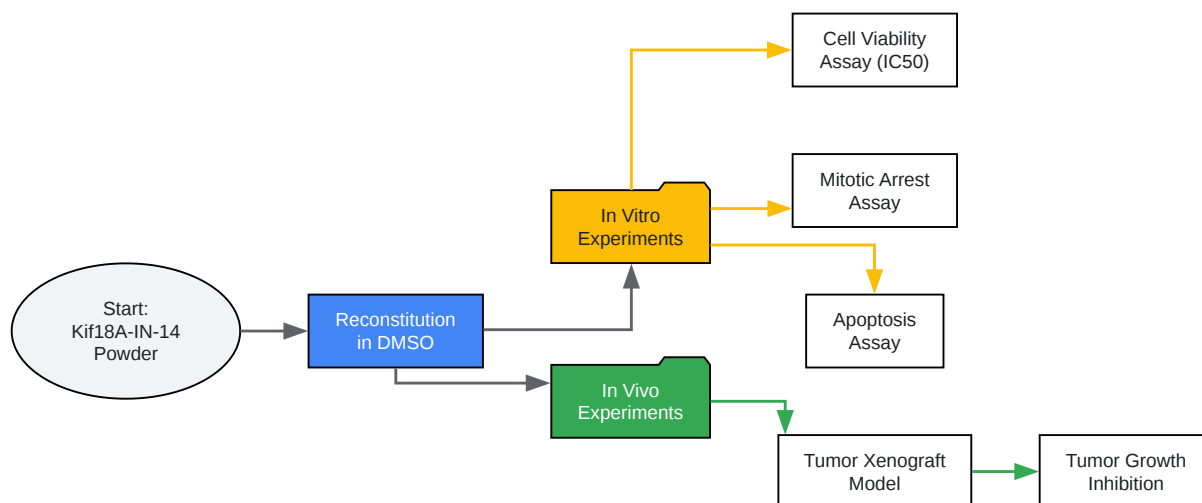 Start:
Kif18A-IN-14
Powder
Reconstitution
in DMSO
In Vitro
Experiments
Cell Viability
Assay (IC50)
Mitotic Arrest
Assay
Apoptosis
Assay
In Vivo
Experiments
Tumor Xenograft
Model
Tumor Growth
Inhibition